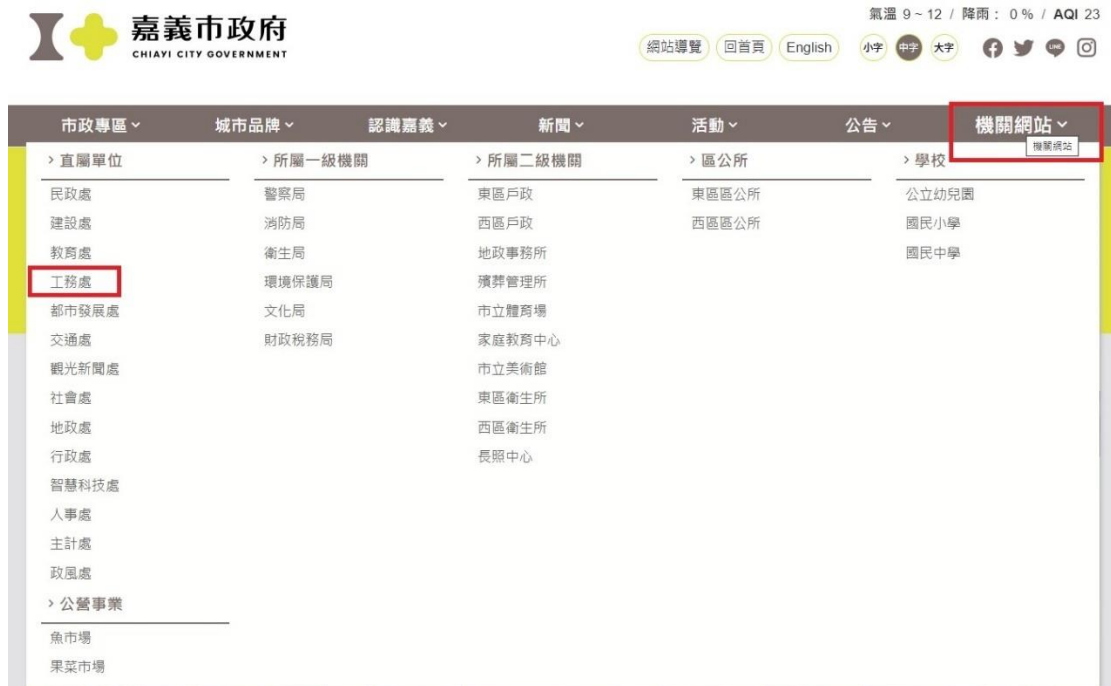 嘉義市政府
CHIAYI CITY GOVERNMENT
氣溫 9 ~ 12 / 降雨： 0 % / AQI 23
網站導覽 回首頁 English 小字 中字 大字
市政專區 城市品牌 認識嘉義 新聞 活動 公告 機關網站
機關網站
> 直屬單位
民政處
建設處
教育處
工務處
都市發展處
交通處
觀光新聞處
社會處
地政處
行政處
智慧科技處
人事處
主計處
政風處
> 公營事業
魚市場
果菜市場
> 所屬一級機關
警察局
消防局
衛生局
環境保護局
文化局
財政稅務局
> 所屬二級機關
東區戶政
西區戶政
地政事務所
殯葬管理所
市立體育場
家庭教育中心
市立美術館
東區衛生所
西區衛生所
長照中心
> 區公所
東區區公所
西區區公所
> 學校
公立幼兒園
國民小學
國民中學